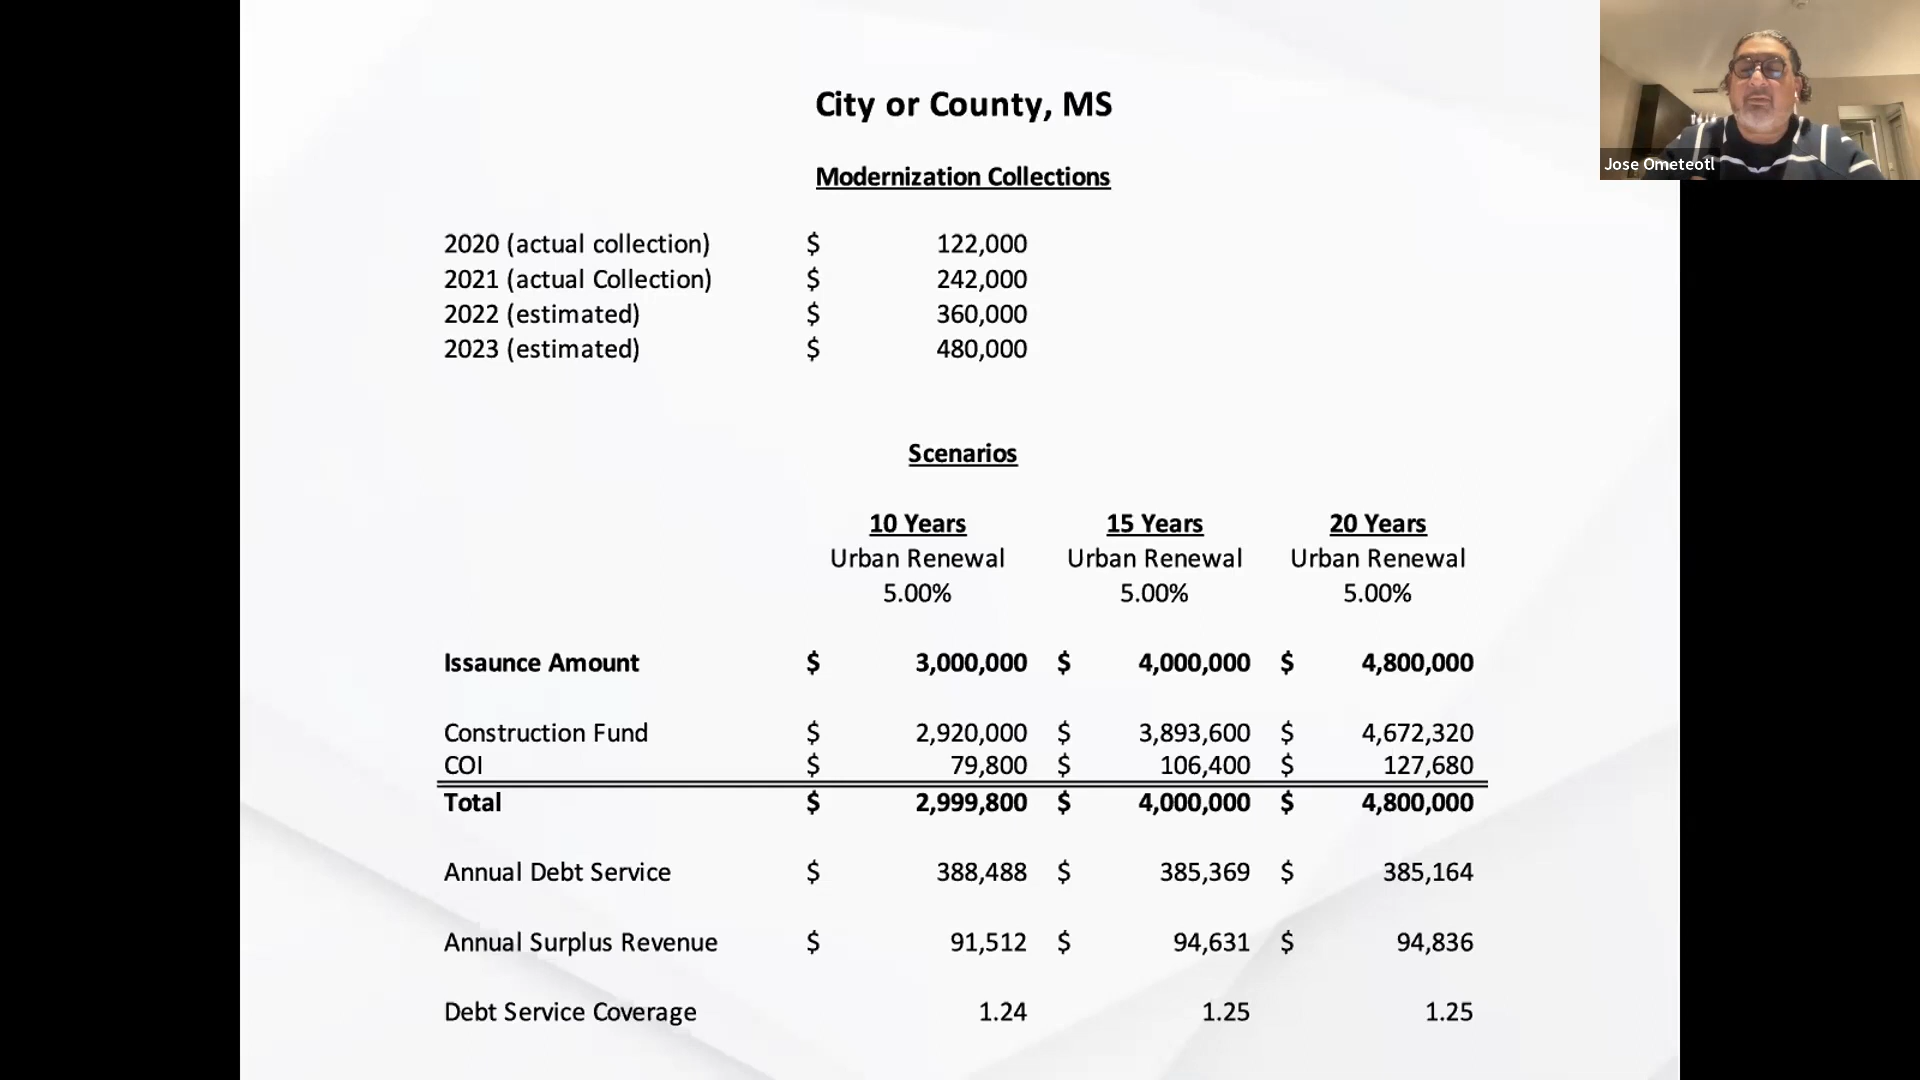 City or County, MS
Modernization Collections
2020 (actual collection) $ 122,000
2021 (actual Collection) $ 242,000
2022 (estimated) $ 360,000
2023 (estimated) $ 480,000
Scenarios
10 Years 15 Years 20 Years
Urban Renewal Urban Renewal Urban Renewal
5.00% 5.00% 5.00%
Issaunce Amount $ 3,000,000 $ 4,000,000 $ 4,800,000
Construction Fund $ 2,920,000 $ 3,893,600 $ 4,672,320
COI $ 79,800 $ 106,400 $ 127,680
Total $ 2,999,800 $ 4,000,000 $ 4,800,000
Annual Debt Service $ 388,488 $ 385,369 $ 385,164
Annual Surplus Revenue $ 91,512 $ 94,631 $ 94,836
Debt Service Coverage 1.24 1.25 1.25
Jose Ometeotl